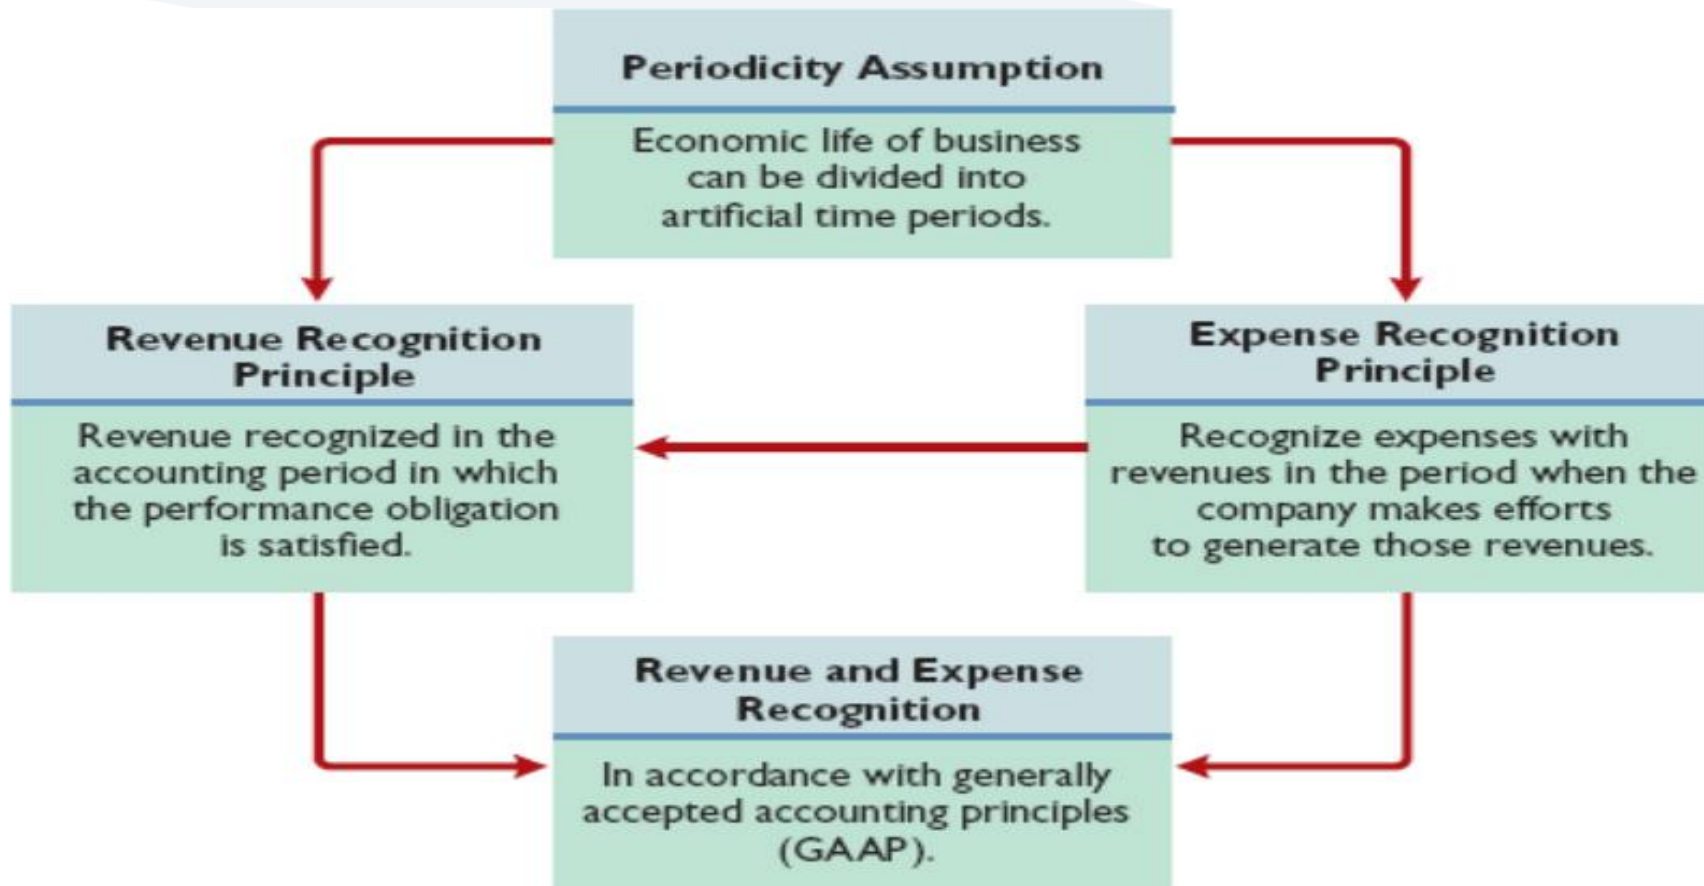 Periodicity Assumption
Economic life of business
can be divided into
artificial time periods.
Revenue Recognition
Principle
Revenue recognized in the
accounting period in which
the performance obligation
is satisfied.
Expense Recognition
Principle
Recognize expenses with
revenues in the period when the
company makes efforts
to generate those revenues.
Revenue and Expense
Recognition
In accordance with generally
accepted accounting principles
(GAAP).